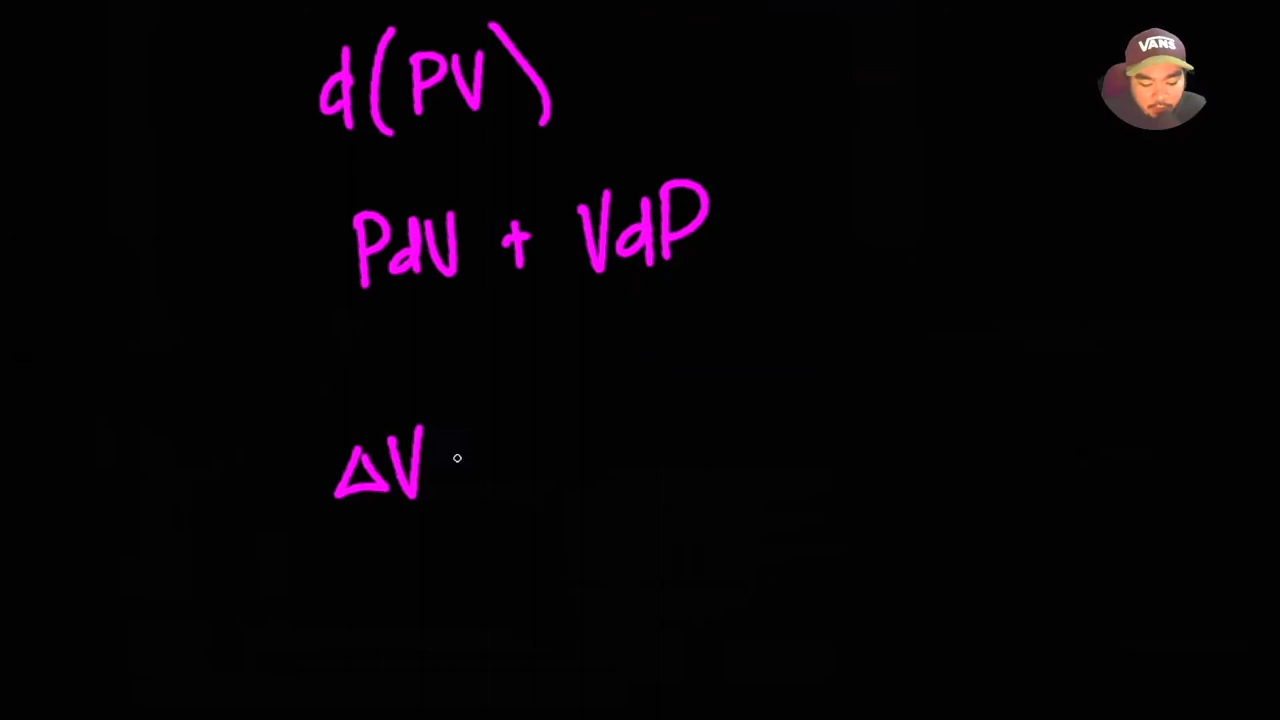 VANS
d(PV)
PdV + VdP
ΔV